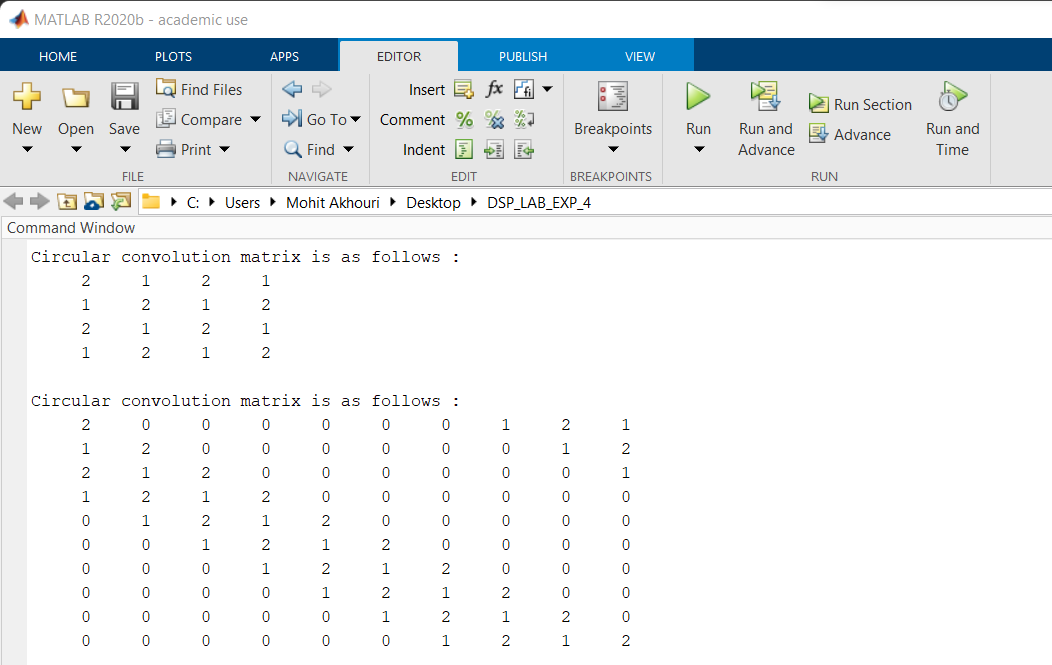 MATLAB R2020b - academic use
HOME PLOTS APPS EDITOR PUBLISH VIEW
New Open Save
Find Files
Compare
Print
FILE
Go To
Find
NAVIGATE
Insert fx fi
Comment
Indent
EDIT
Breakpoints
BREAKPOINTS
Run
Run and
Advance
Run Section
Advance
Run and
Time
RUN
C: Users Mohit Akhouri Desktop DSP_LAB_EXP_4
Command Window
Circular convolution matrix is as follows :
2 1 2 1
1 2 1 2
2 1 2 1
1 2 1 2
Circular convolution matrix is as follows :
2 0 0 0 0 0 0 1 2 1
1 2 0 0 0 0 0 0 1 2
2 1 2 0 0 0 0 0 0 1
1 2 1 2 0 0 0 0 0 0
0 1 2 1 2 0 0 0 0 0
0 0 1 2 1 2 0 0 0 0
0 0 0 1 2 1 2 0 0 0
0 0 0 0 1 2 1 2 0 0
0 0 0 0 0 1 2 1 2 0
0 0 0 0 0 0 1 2 1 2